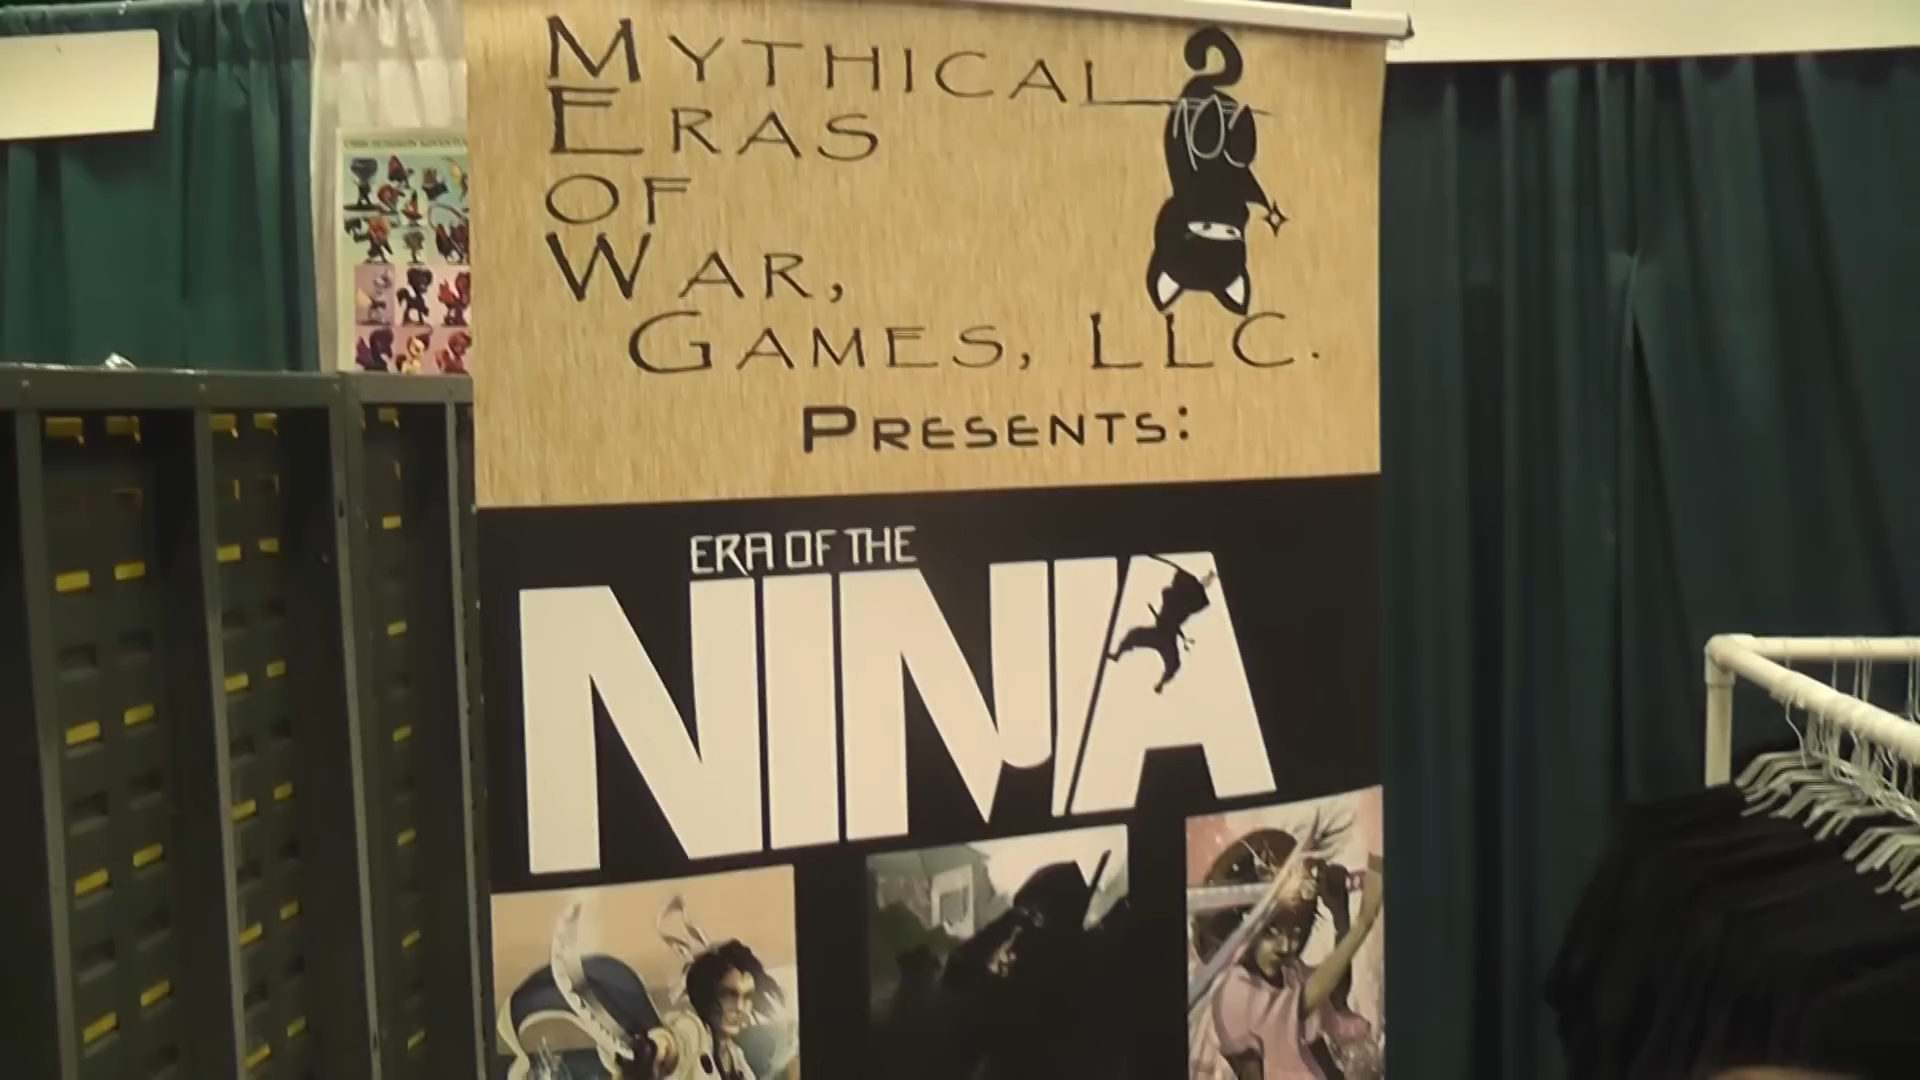 MYTHICAL
ERAS
OF
WAR,
GAMES, LLC.
PRESENTS:
ERA OF THE
NINJA